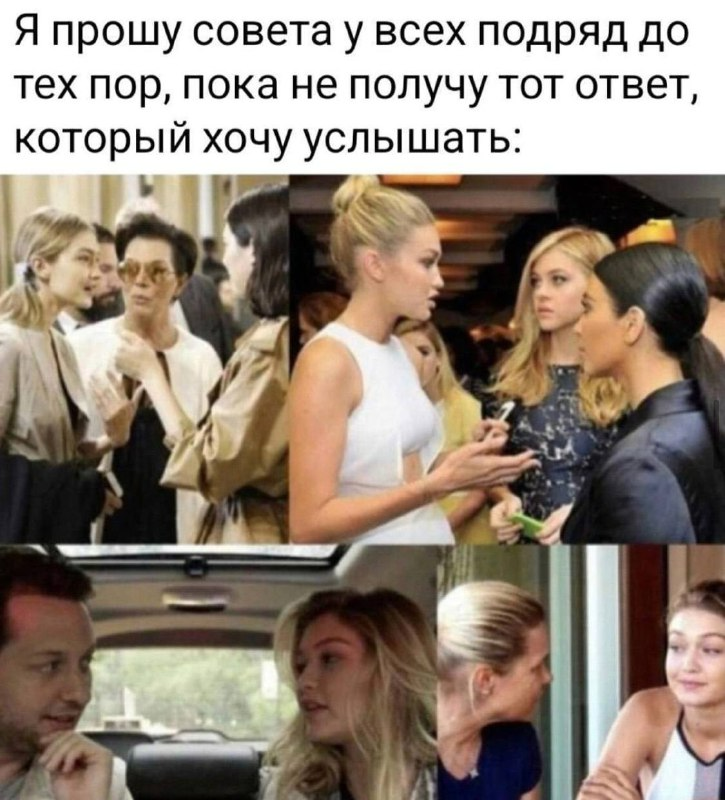 Я прошу совета у всех подряд до
тех пор, пока не получу тот ответ,
который хочу услышать: